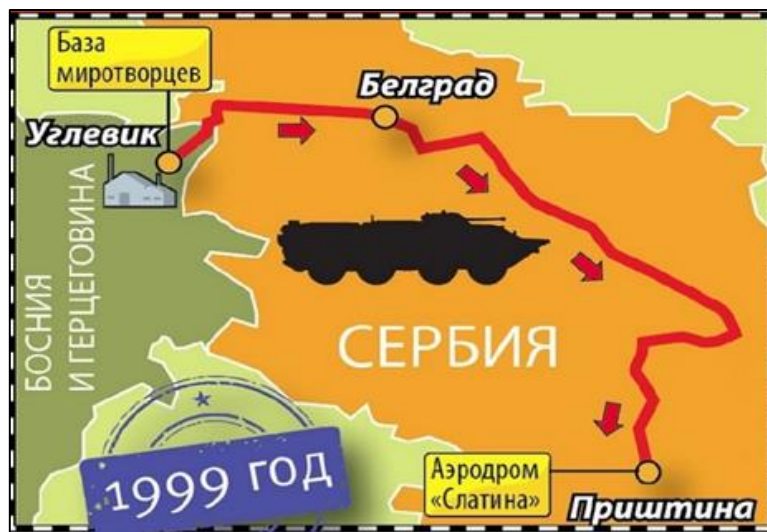 База
миротворцев
Белград
Углевик
БОСНИЯ
И ГЕРЦЕГОВИНА
СЕРБИЯ
1999 ГОД
Аэродром
«Слатина»
Приштина